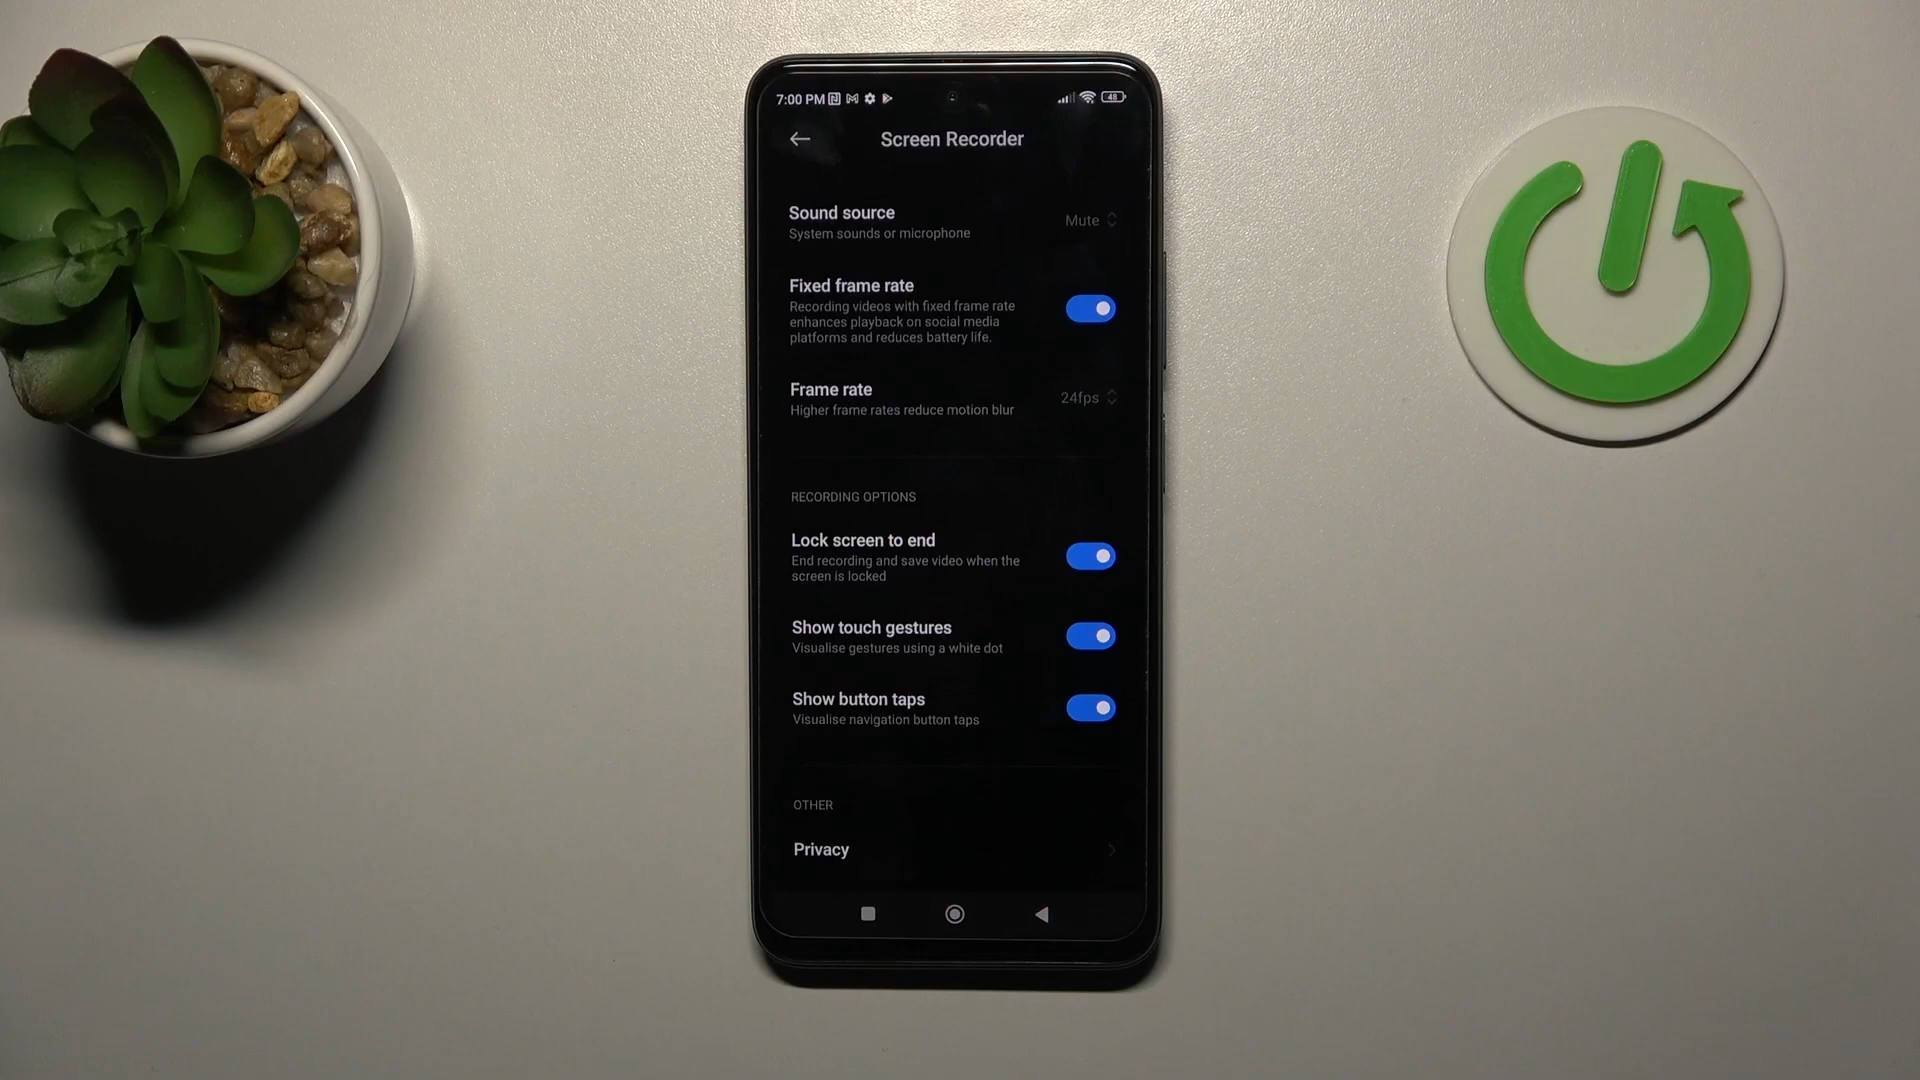 7:00 PM 48
Screen Recorder
Sound source
System sounds or microphone
Mute
Fixed frame rate
Recording videos with fixed frame rate
enhances playback on social media
platforms and reduces battery life.
Frame rate
Higher frame rates reduce motion blur
24fps
RECORDING OPTIONS
Lock screen to end
End recording and save video when the
screen is locked
Show touch gestures
Visualise gestures using a white dot
Show button taps
Visualise navigation button taps
OTHER
Privacy